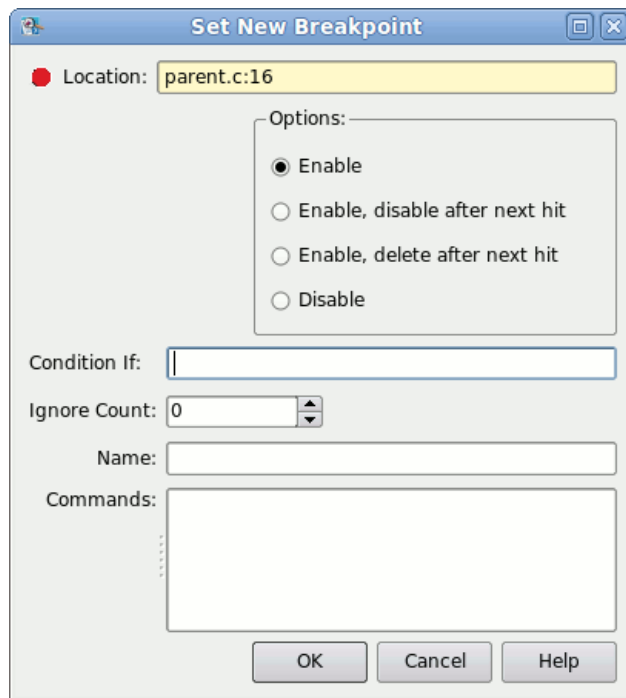 Set New Breakpoint
Location: parent.c:16
Options:
Enable
Enable, disable after next hit
Enable, delete after next hit
Disable
Condition If:
Ignore Count: 0
Name:
Commands:
OK Cancel Help